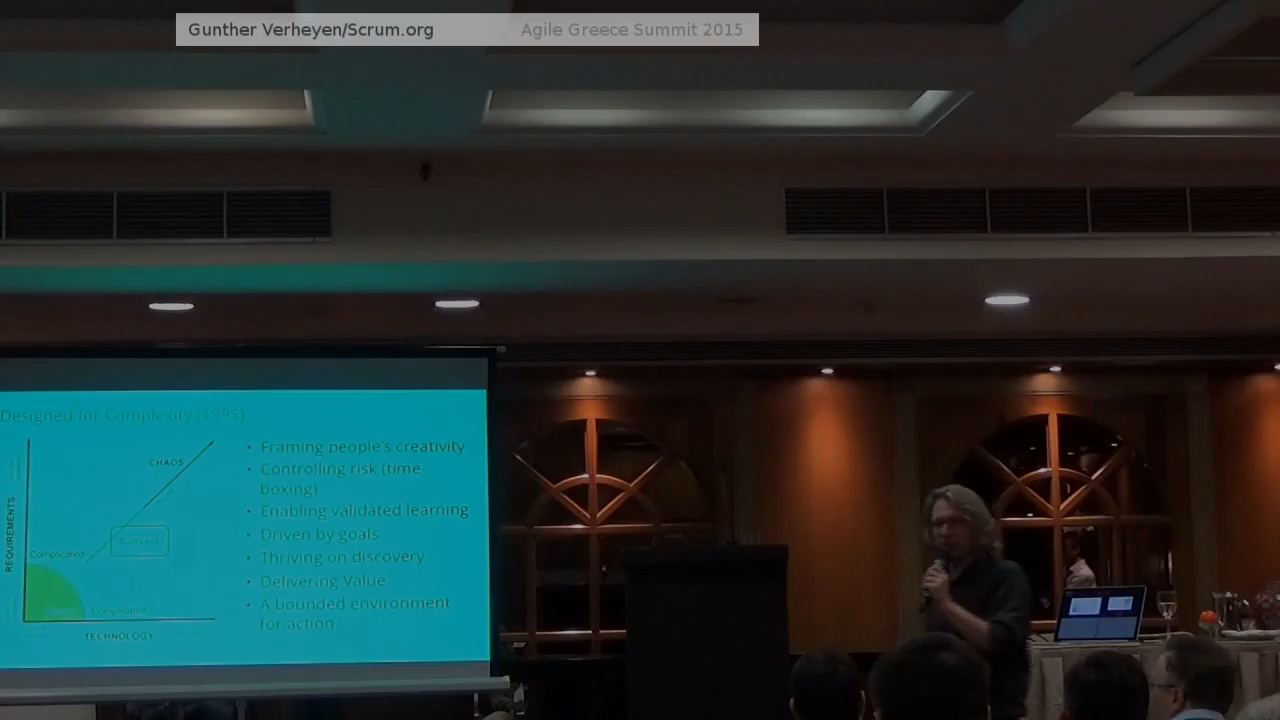 Gunther Verheyen/Scrum.org Agile Greece Summit 2015
Designed for Complexity (1995)
• Framing people's creativity
• Controlling risk (time-
boxing)
• Enabling validated learning
• Driven by goals
• Thriving on discovery
• Delivering Value
• A bounded environment
for action
CHAOS
Complex
REQUIREMENTS
Complicated
Complicated
TECHNOLOGY